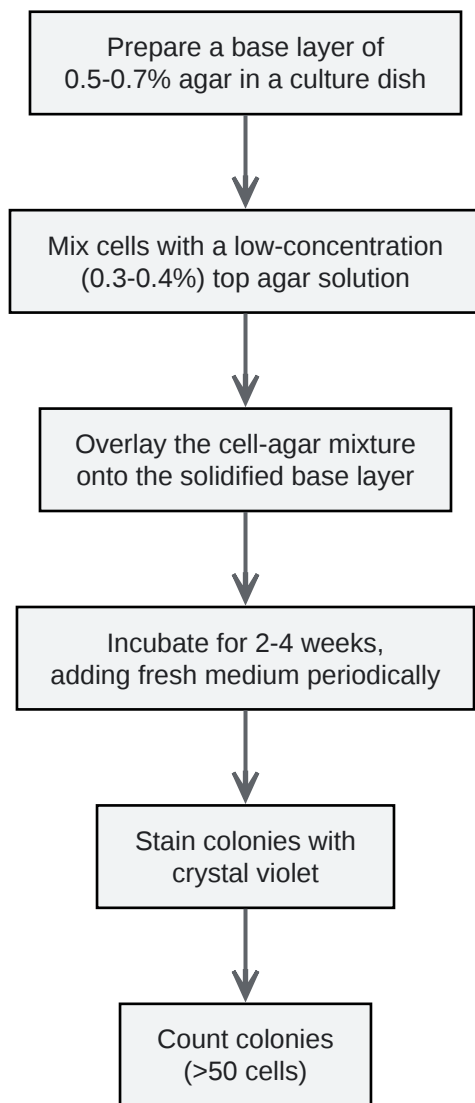 Prepare a base layer of
0.5-0.7% agar in a culture dish
Mix cells with a low-concentration
(0.3-0.4%) top agar solution
Overlay the cell-agar mixture
onto the solidified base layer
Incubate for 2-4 weeks,
adding fresh medium periodically
Stain colonies with
crystal violet
Count colonies
(>50 cells)